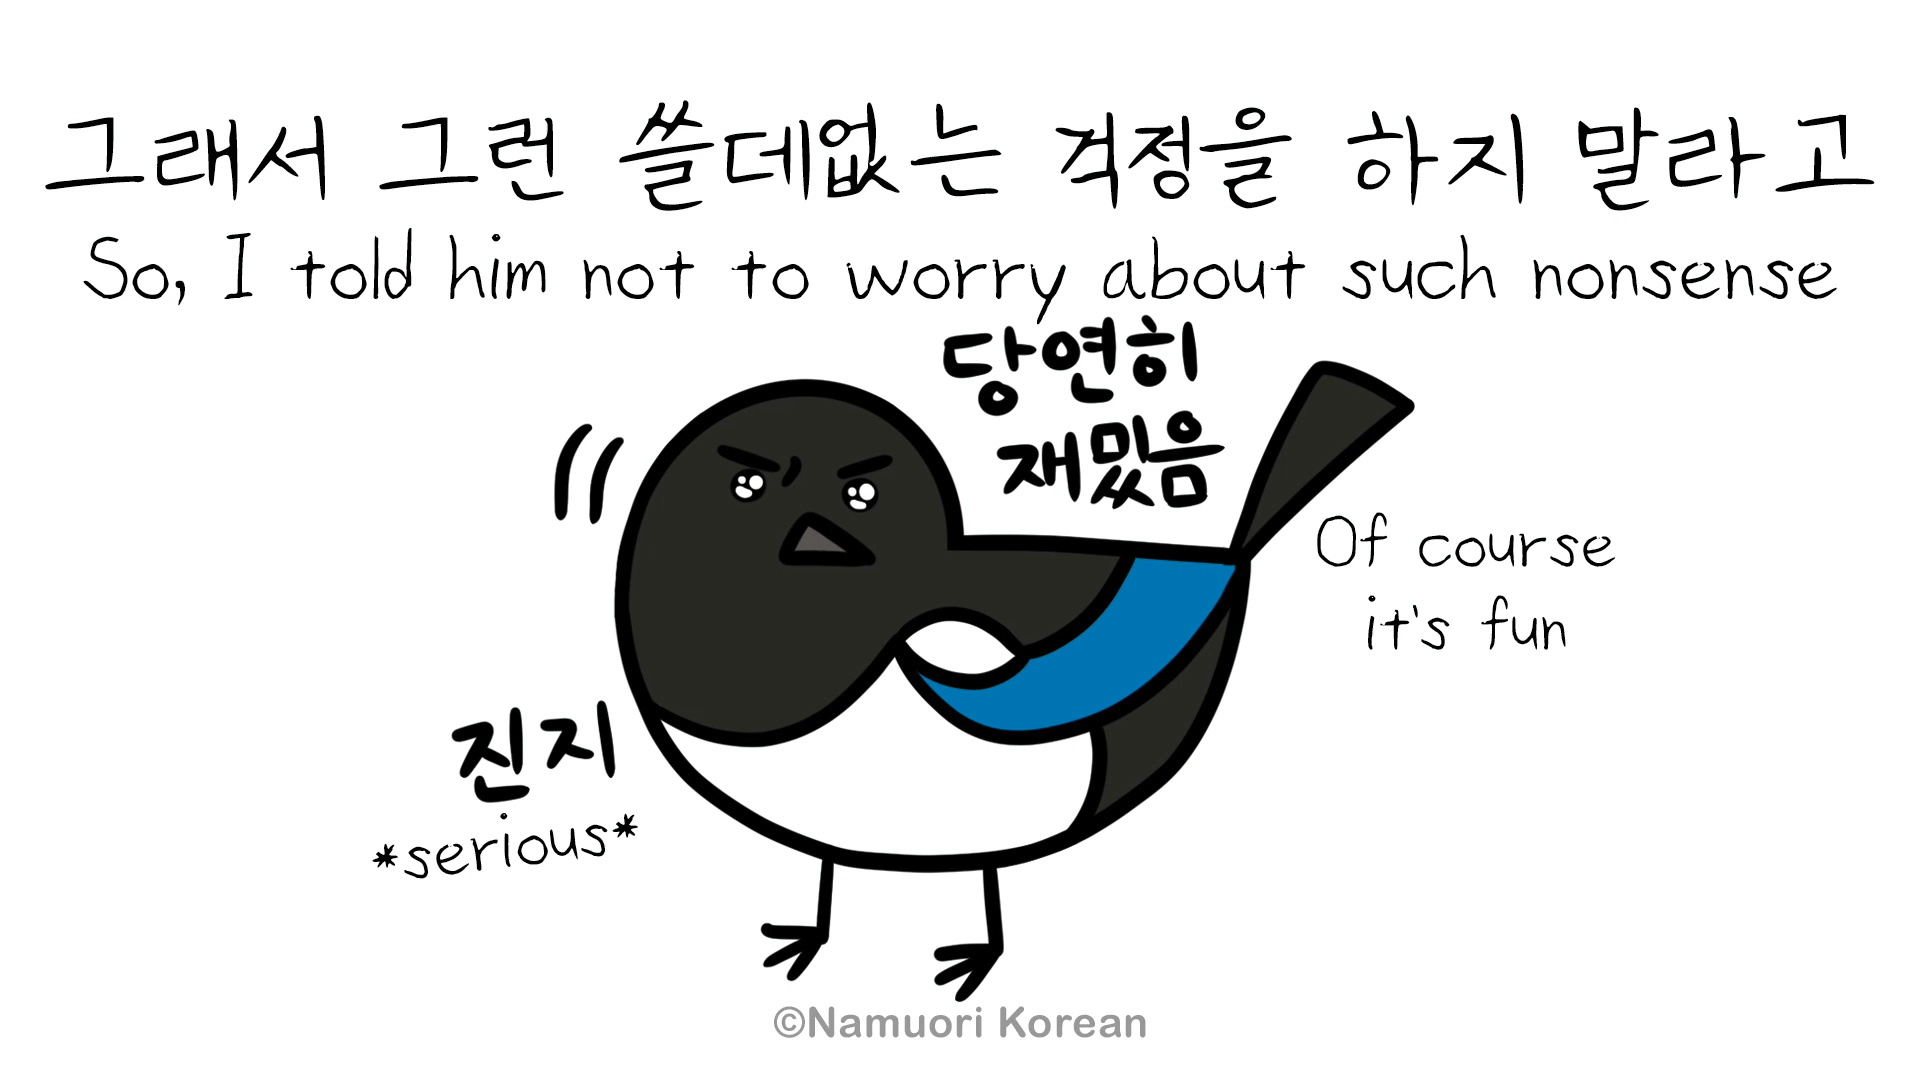 그래서 그런 쓸데없는 걱정을 하지 말라고
So, I told him not to worry about such nonsense
당연히
재밌음
Of course
it's fun
진지
*serious*
©Namuori Korean